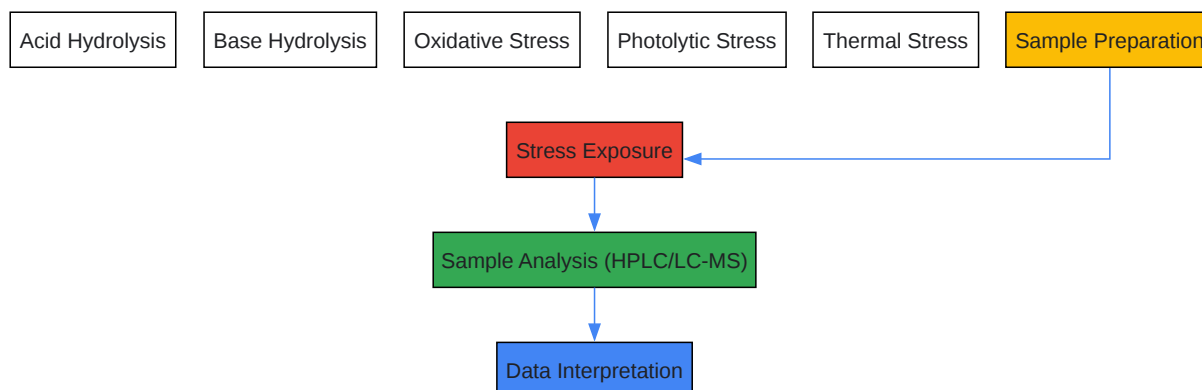 Acid Hydrolysis
Base Hydrolysis
Oxidative Stress
Photolytic Stress
Thermal Stress
Sample Preparation
Stress Exposure
Sample Analysis (HPLC/LC-MS)
Data Interpretation